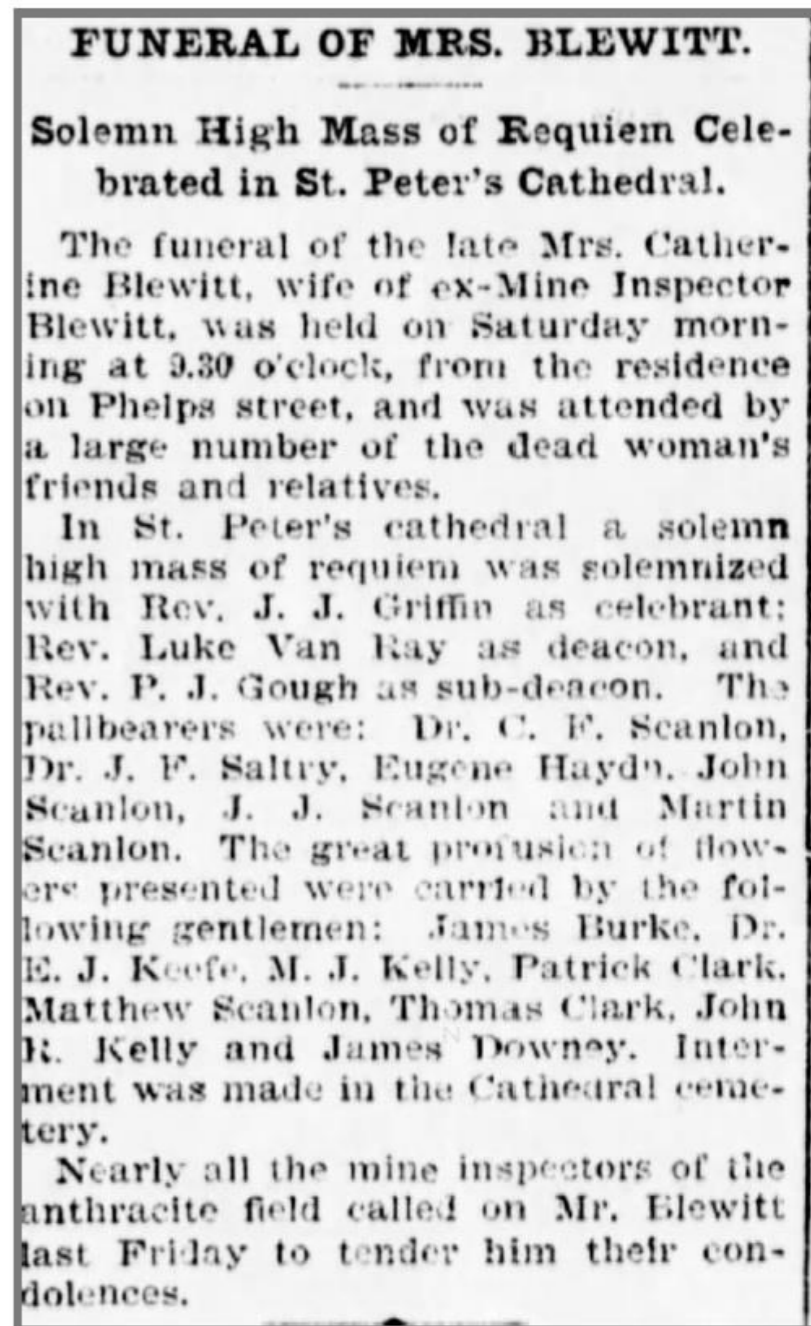 FUNERAL OF MRS. BLEWITT.
Solemn High Mass of Requiem Cele-
brated in St. Peter's Cathedral.
The funeral of the late Mrs. Cather-
ine Blewitt, wife of ex-Mine Inspector
Blewitt, was held on Saturday morn-
ing at 9.30 o'clock, from the residence
on Phelps street, and was attended by
a large number of the dead woman's
friends and relatives.
In St. Peter's cathedral a solemn
high mass of requiem was solemnized
with Rev. J. J. Griffin as celebrant;
Rev. Luke Van Ray as deacon, and
Rev. P. J. Gough as sub-deacon. The
pallbearers were: Dr. C. F. Scanlon,
Dr. J. F. Saltry, Eugene Haydn, John
Scanlon, J. J. Scanlon and Martin
Scanlon. The great profusion of flow-
ers presented were carried by the fol-
lowing gentlemen: James Burke, Dr.
E. J. Keefe, M. J. Kelly, Patrick Clark,
Matthew Scanlon, Thomas Clark, John
R. Kelly and James Downey. Inter-
ment was made in the Cathedral ceme-
tery.
Nearly all the mine inspectors of the
anthracite field called on Mr. Blewitt
last Friday to tender him their con-
dolences.